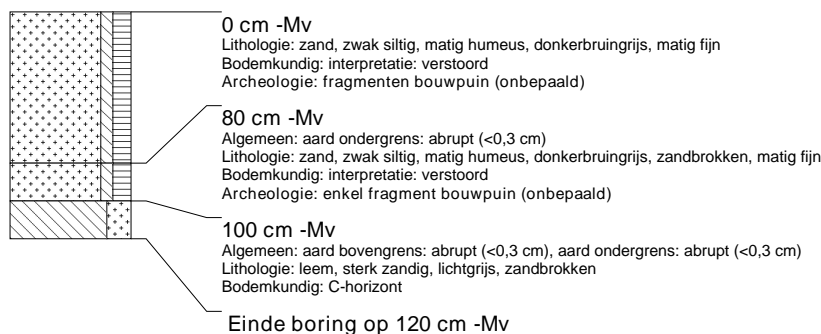 0 cm -Mv
Lithologie: zand, zwak siltig, matig humeus, donkerbruingrijs, matig fijn
Bodemkundig: interpretatie: verstoord
Archeologie: fragmenten bouwpuin (onbepaald)
80 cm -Mv
Algemeen: aard ondergrens: abrupt (<0,3 cm)
Lithologie: zand, zwak siltig, matig humeus, donkerbruingrijs, zandbrokken, matig fijn
Bodemkundig: interpretatie: verstoord
Archeologie: enkel fragment bouwpuin (onbepaald)
100 cm -Mv
Algemeen: aard bovengrens: abrupt (<0,3 cm), aard ondergrens: abrupt (<0,3 cm)
Lithologie: leem, sterk zandig, lichtgrijs, zandbrokken
Bodemkundig: C-horizont
Einde boring op 120 cm -Mv